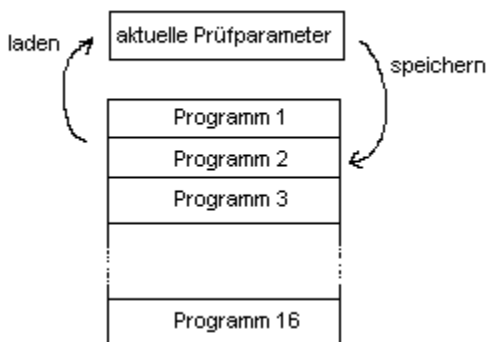 laden
aktuelle Prüfparameter
speichern
Programm 1
Programm 2
Programm 3
Programm 16